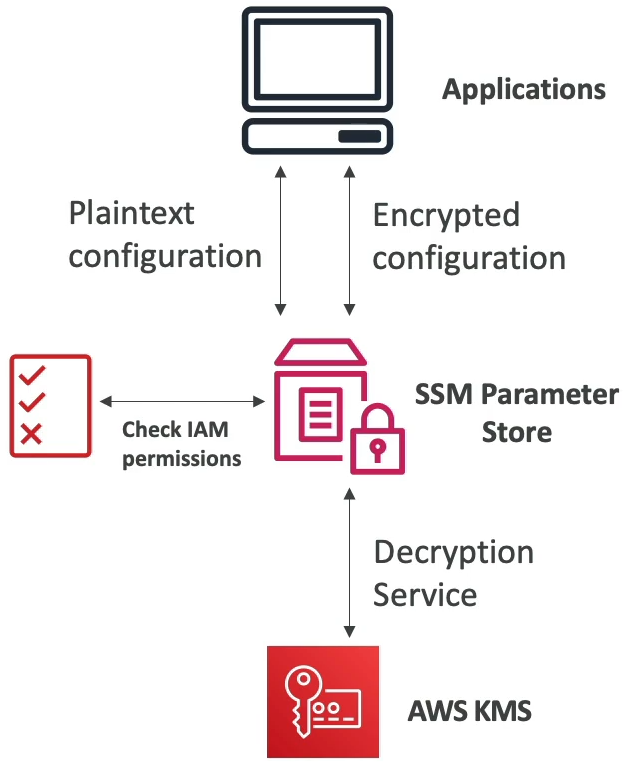 Applications
Plaintext
configuration
Encrypted
configuration
SSM Parameter
Store
Check IAM
permissions
Decryption
Service
AWS KMS